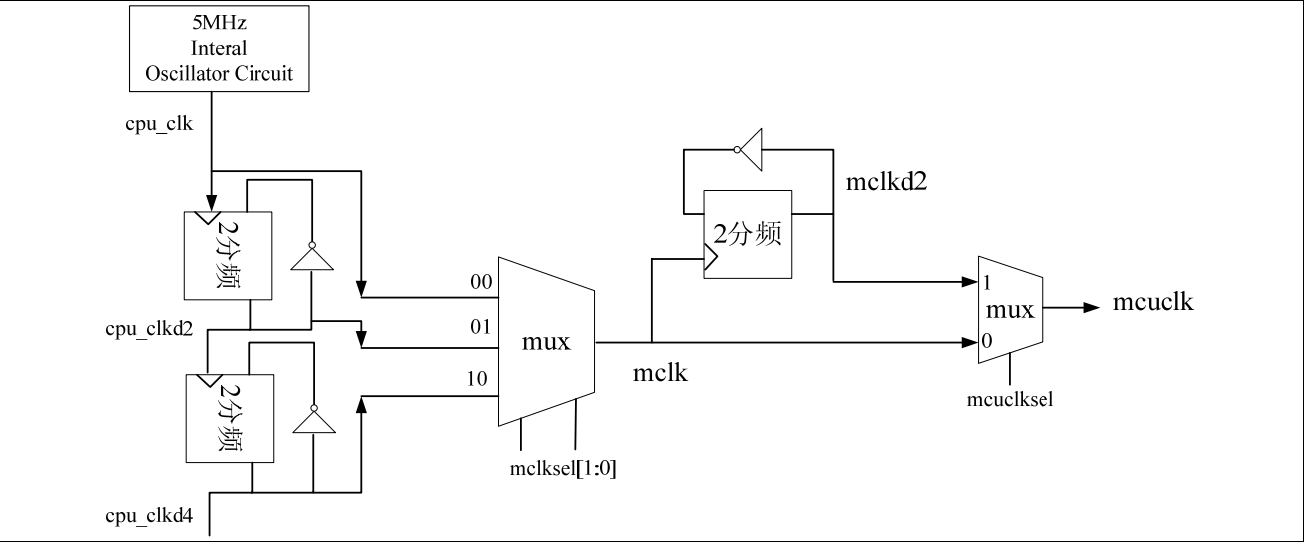 5MHz
Interal
Oscillator Circuit
cpu_clk
2分频
cpu_clkd2
2分频
cpu_clkd4
00
01
10
mux
mclksel[1:0]
mclk
2分频
mclkd2
1
mux
0
mcuclksel
mcuclk